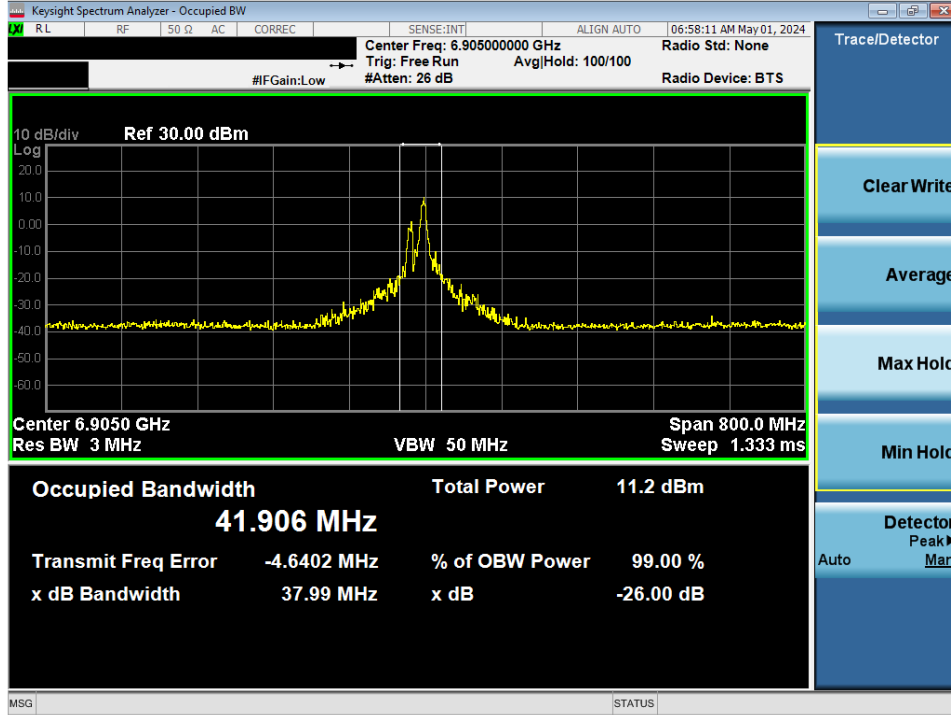 Keysight Spectrum Analyzer - Occupied BW
LXI RL RF 50 Ω AC CORREC SENSE:INT ALIGN AUTO 06:58:11 AM May 01, 2024
Center Freq: 6.905000000 GHz Radio Std: None
Trig: Free Run Avg|Hold: 100/100
#IFGain:Low #Atten: 26 dB Radio Device: BTS
Trace/Detector
10 dB/div Ref 30.00 dBm
Log
20.0
10.0
0.00
-10.0
-20.0
-30.0
-40.0
-50.0
-60.0
Center 6.9050 GHz Span 800.0 MHz
Res BW 3 MHz VBW 50 MHz Sweep 1.333 ms
Occupied Bandwidth Total Power 11.2 dBm
41.906 MHz
Transmit Freq Error -4.6402 MHz % of OBW Power 99.00 %
x dB Bandwidth 37.99 MHz x dB -26.00 dB
Clear Write
Average
Max Hold
Min Hold
Detector
Peak
Auto Man
MSG STATUS